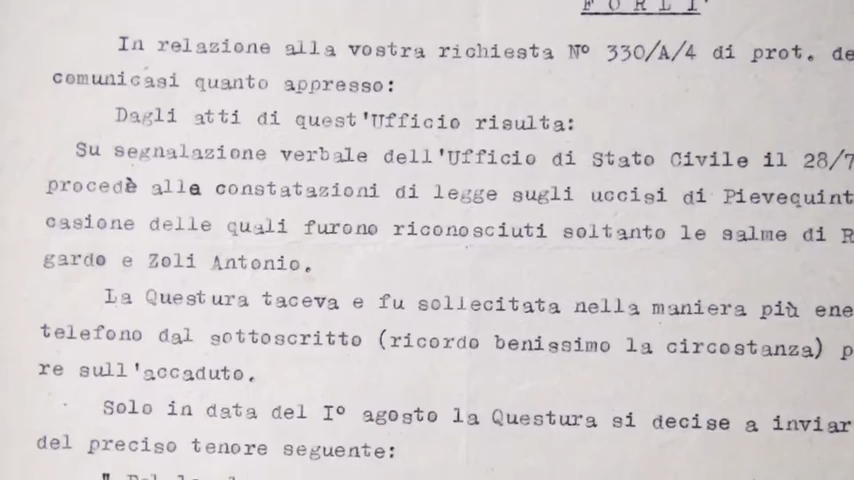 F O R L I'
In relazione alla vostra richiesta N° 330/A/4 di prot. de
comunicasi quanto appresso:
Dagli atti di quest'Ufficio risulta:
Su segnalazione verbale dell'Ufficio di Stato Civile il 28/7
procedè alle constatazioni di legge sugli uccisi di Pievequint
casione delle quali furono riconosciuti soltanto le salme di R
gardo e Zoli Antonio.
La Questura taceva e fu sollecitata nella maniera più ene
telefono dal sottoscritto (ricordo benissimo la circostanza) p
re sull'accaduto.
Solo in data del I° agosto la Questura si decise a inviar
del preciso tenore seguente: